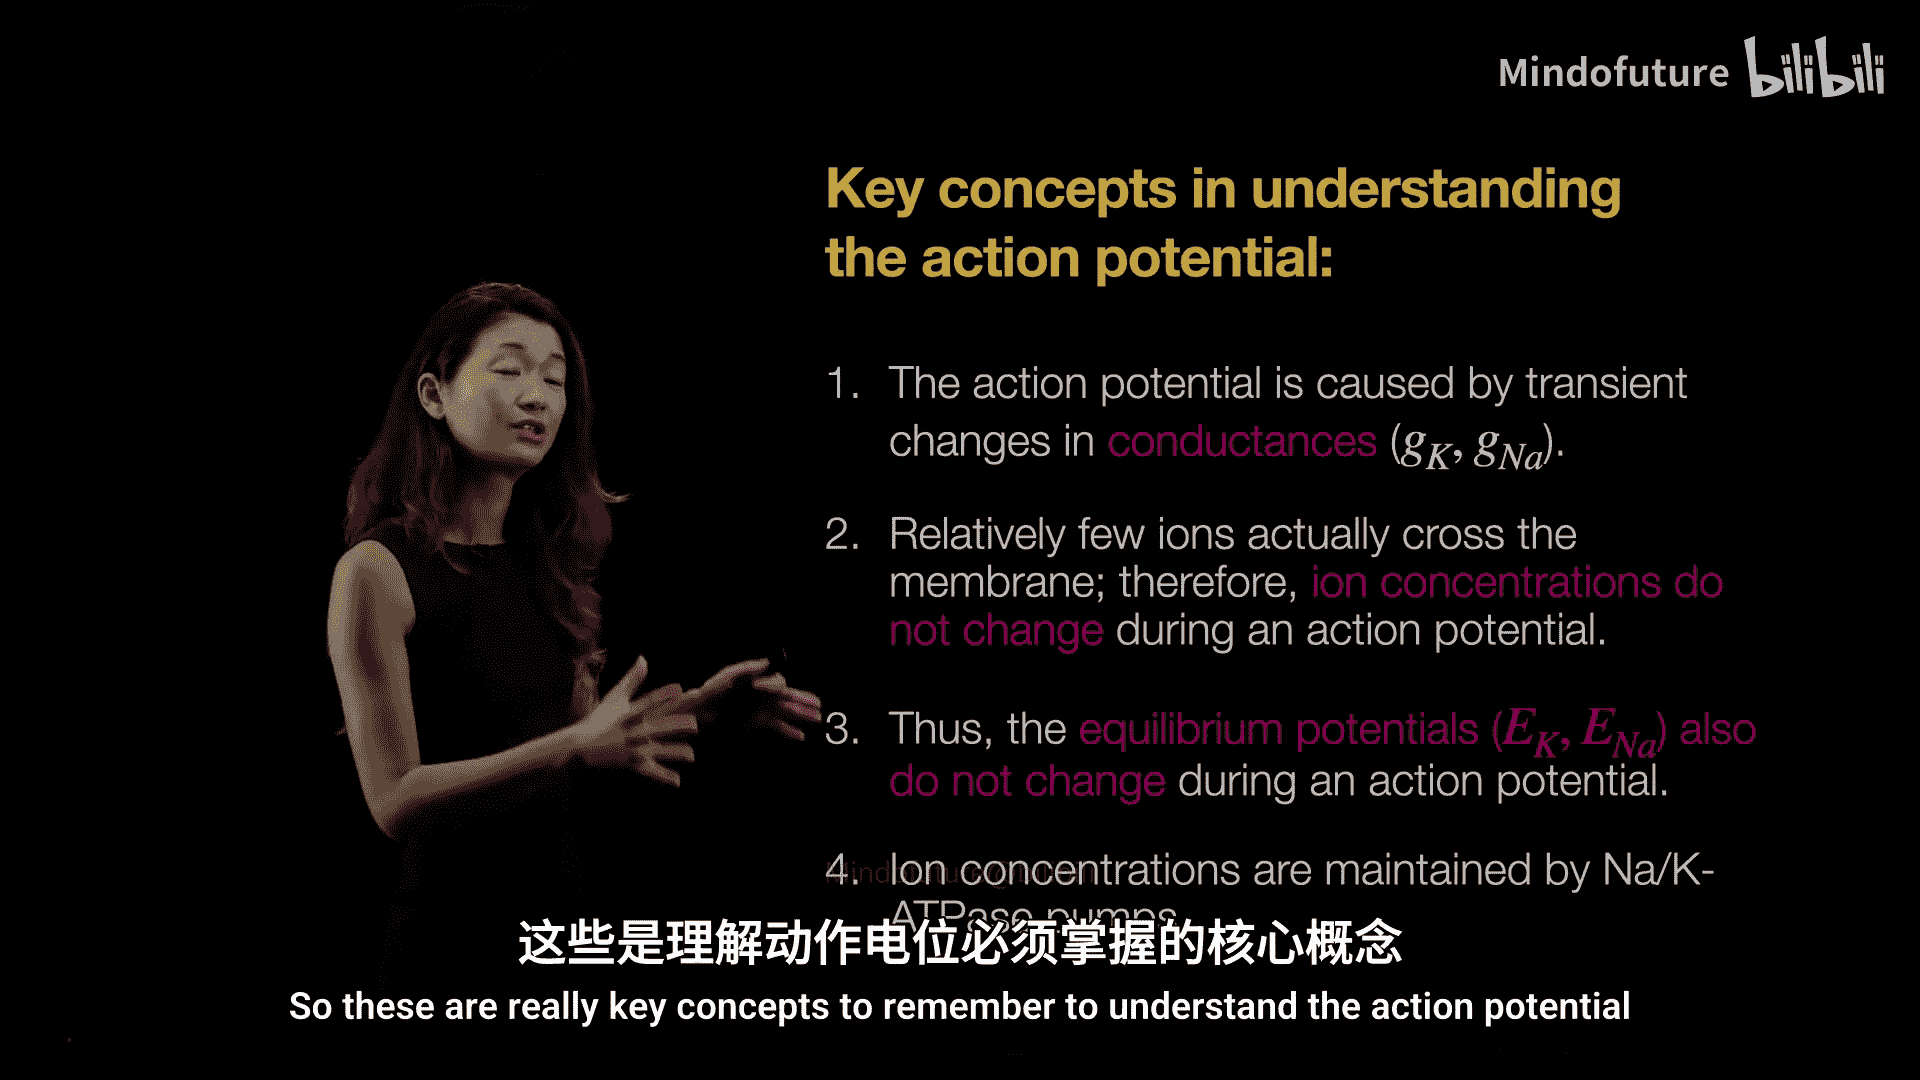 Mindofuture bilibili
Key concepts in understanding
the action potential:
1. The action potential is caused by transient
changes in conductances (gK, gNa).
2. Relatively few ions actually cross the
membrane; therefore, ion concentrations do
not change during an action potential.
3. Thus, the equilibrium potentials (EK, ENa) also
do not change during an action potential.
4. Ion concentrations are maintained by Na/K-
ATPase pumps
这些是理解动作电位必须掌握的核心概念
So these are really key concepts to remember to understand the action potential